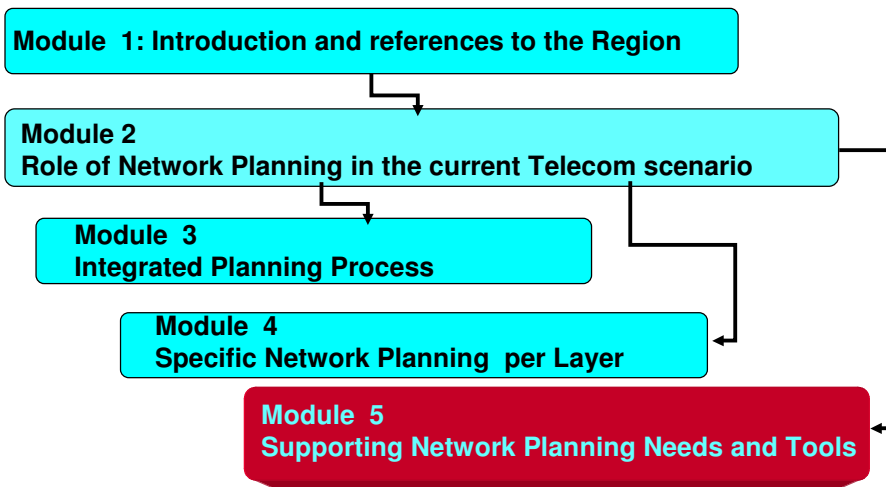 Module 1: Introduction and references to the Region
Module 2
Role of Network Planning in the current Telecom scenario
Module 3
Integrated Planning Process
Module 4
Specific Network Planning per Layer
Module 5
Supporting Network Planning Needs and Tools